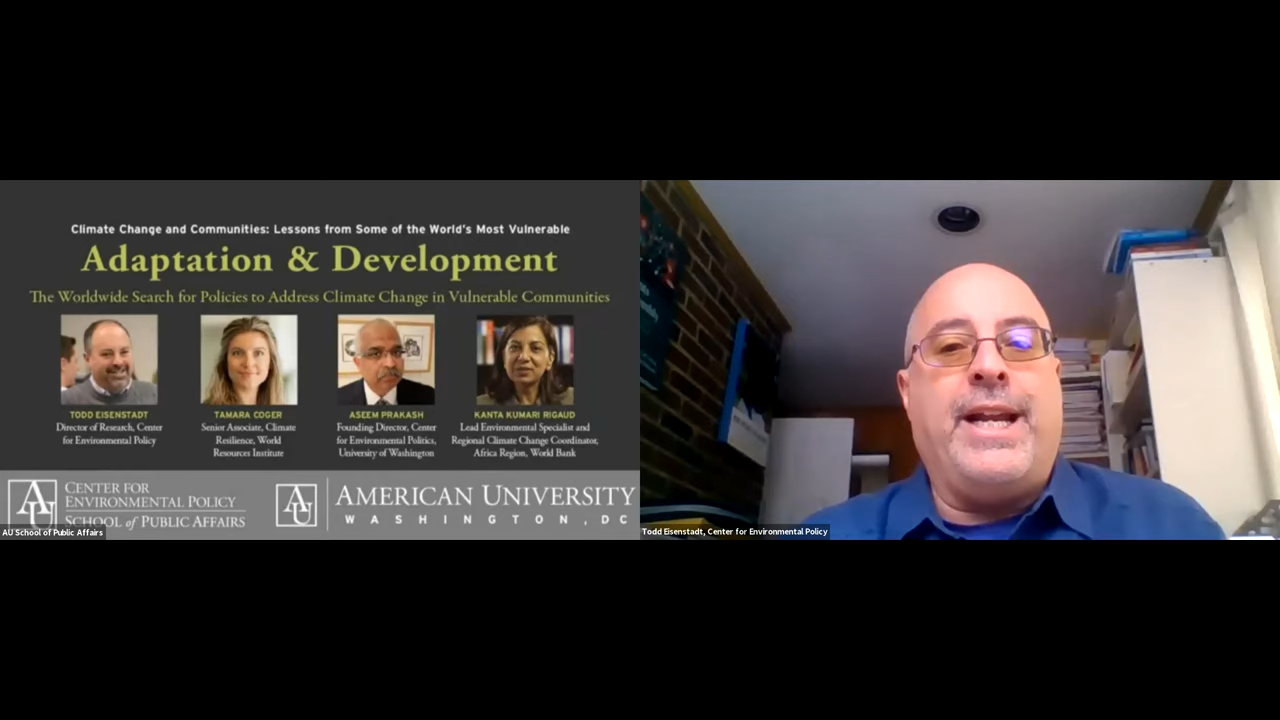 Climate Change and Communities: Lessons from Some of the World's Most Vulnerable
Adaptation & Development
The Worldwide Search for Policies to Address Climate Change in Vulnerable Communities
TODD EISENSTADT
Director of Research, Center
for Environmental Policy
TAMARA COGER
Senior Associate, Climate
Resilience, World
Resources Institute
ASEEM PRAKASH
Founding Director, Center
for Environmental Politics,
University of Washington
KANTA KUMARI RIGAUD
Lead Environmental Specialist and
Regional Climate Change Coordinator,
Africa Region, World Bank
AU
CENTER FOR
ENVIRONMENTAL POLICY
SCHOOL of PUBLIC AFFAIRS
AU
AMERICAN UNIVERSITY
WASHINGTON, DC
AU School of Public Affairs
Todd Eisenstadt, Center for Environmental Policy